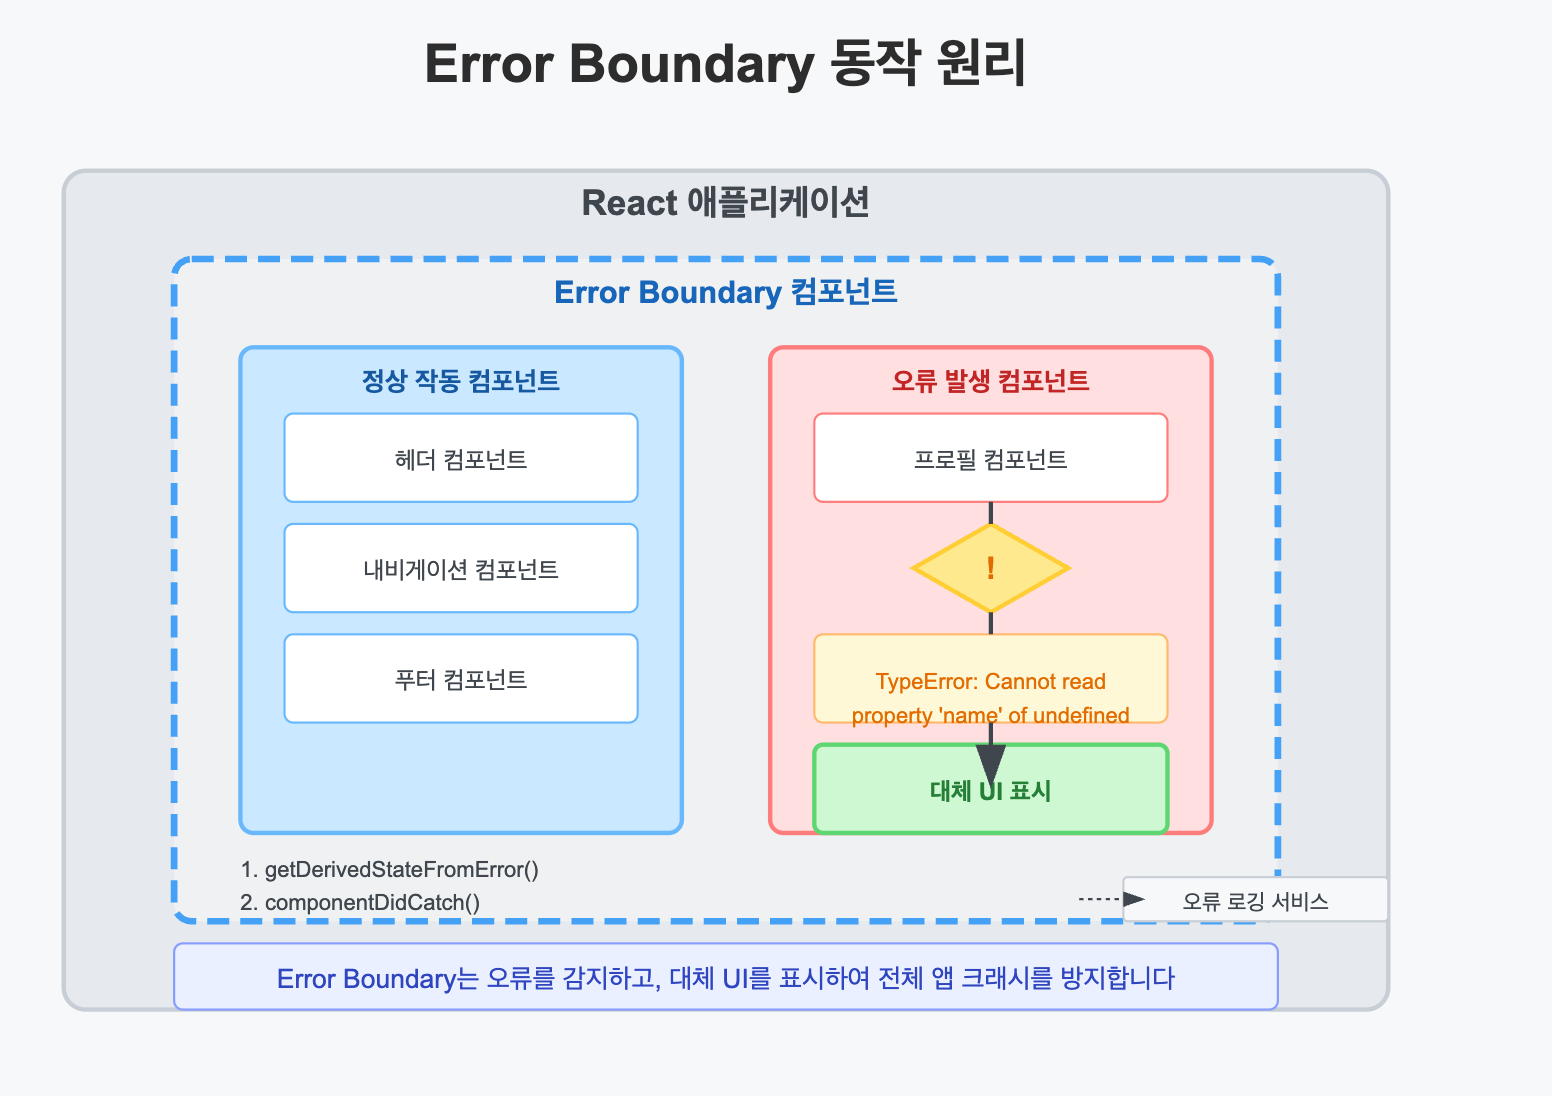 Error Boundary 동작 원리
React 애플리케이션
Error Boundary 컴포넌트
정상 작동 컴포넌트
헤더 컴포넌트
내비게이션 컴포넌트
푸터 컴포넌트
오류 발생 컴포넌트
프로필 컴포넌트
!
TypeError: Cannot read
property 'name' of undefined
대체 UI 표시
1. getDerivedStateFromError()
2. componentDidCatch()
오류 로깅 서비스
Error Boundary는 오류를 감지하고, 대체 UI를 표시하여 전체 앱 크래시를 방지합니다